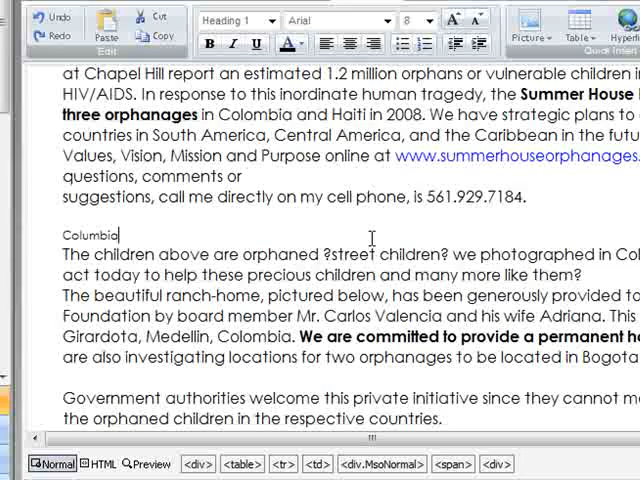 Undo Cut Heading 1 Arial 8 A A
Redo Paste Copy B I U A Picture Table Hyperli
Edit Quick Insert
at Chapel Hill report an estimated 1.2 million orphans or vulnerable children i
HIV/AIDS. In response to this inordinate human tragedy, the Summer House
three orphanages in Colombia and Haiti in 2008. We have strategic plans to
countries in South America, Central America, and the Caribbean in the futu
Values, Vision, Mission and Purpose online at www.summerhouseorphanages.
questions, comments or
suggestions, call me directly on my cell phone, is 561.929.7184.
Columbia
The children above are orphaned ?street children? we photographed in Col
act today to help these precious children and many more like them?
The beautiful ranch-home, pictured below, has been generously provided to
Foundation by board member Mr. Carlos Valencia and his wife Adriana. This
Girardota, Medellin, Colombia. We are committed to provide a permanent ho
are also investigating locations for two orphanages to be located in Bogota
Government authorities welcome this private initiative since they cannot m
the orphaned children in the respective countries.
Normal HTML Preview <div> <table> <tr> <td> <div.MsoNormal> <span> <div>